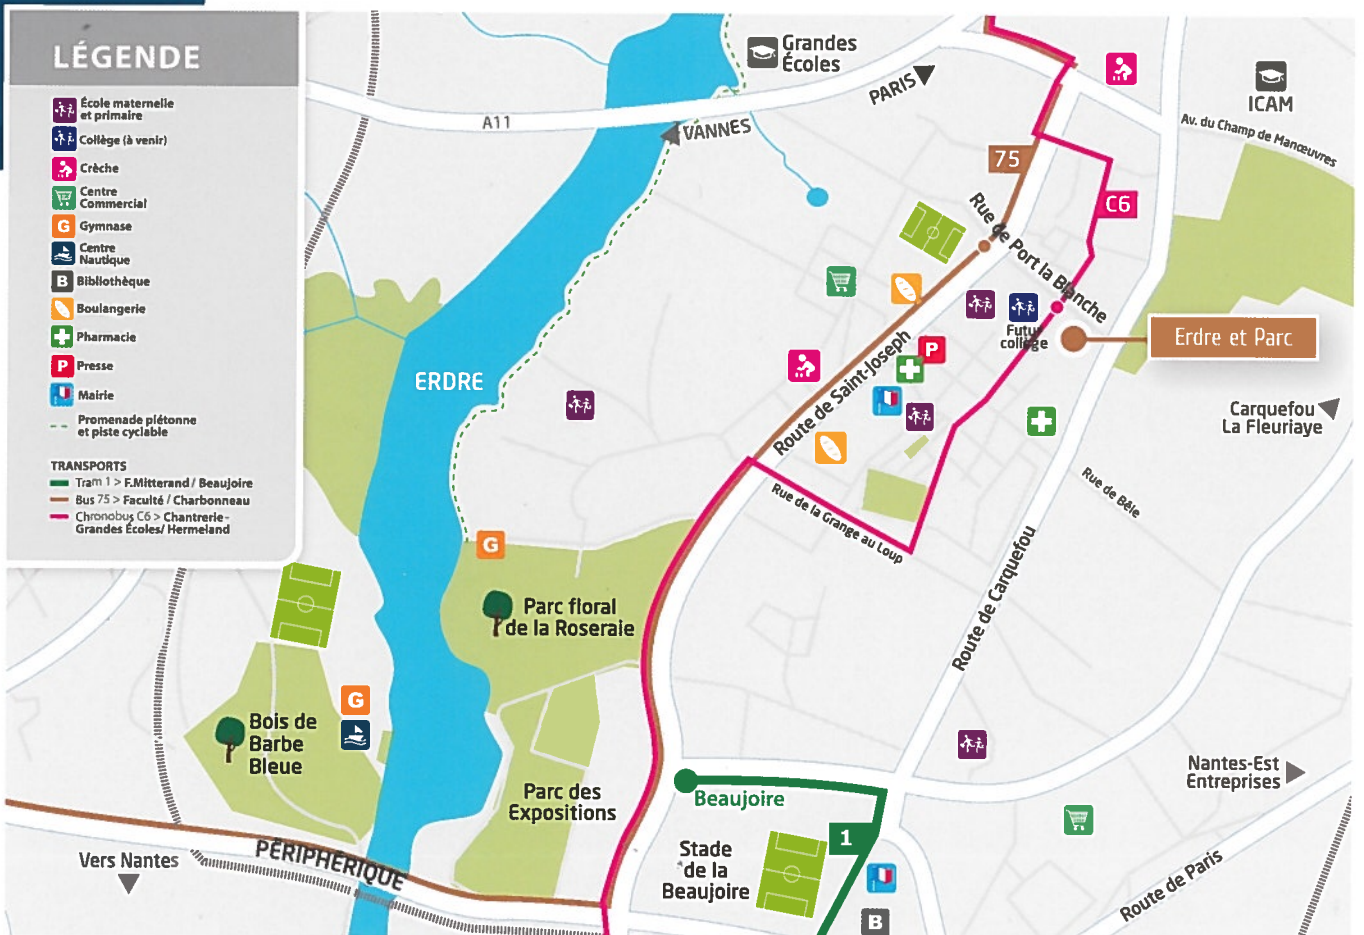 LÉGENDE
École maternelle
et primaire
Collège (à venir)
Crèche
Centre
Commercial
G
Gymnase
Centre
Nautique
B
Bibliothèque
Boulangerie
Pharmacie
P
Presse
Mairie
Promenade piétonne
et piste cyclable
TRANSPORTS
Tram 1 > F.Mitterrand / Beaujoire
Bus 75 > Faculté / Charbonneau
Chronobus C6 > Chantrerie -
Grandes Écoles/ Hermeland
Grandes
Écoles
PARIS
ICAM
A11
VANNES
Av. du Champ de Manœuvres
75
C6
Rue de Port la Blanche
Futur
collège
Erdre et Parc
P
Route de Saint-Joseph
ERDRE
Carquefou
La Fleuriaye
Rue de la Grange au Loup
Rue de Bêle
Route de Carquefou
G
Parc floral
de la Roseraie
G
Bois de
Barbe
Bleue
Parc des
Expositions
Beaujoire
1
Stade
de la
Beaujoire
B
Nantes-Est
Entreprises
Route de Paris
Vers Nantes
PÉRIPHÉRIQUE